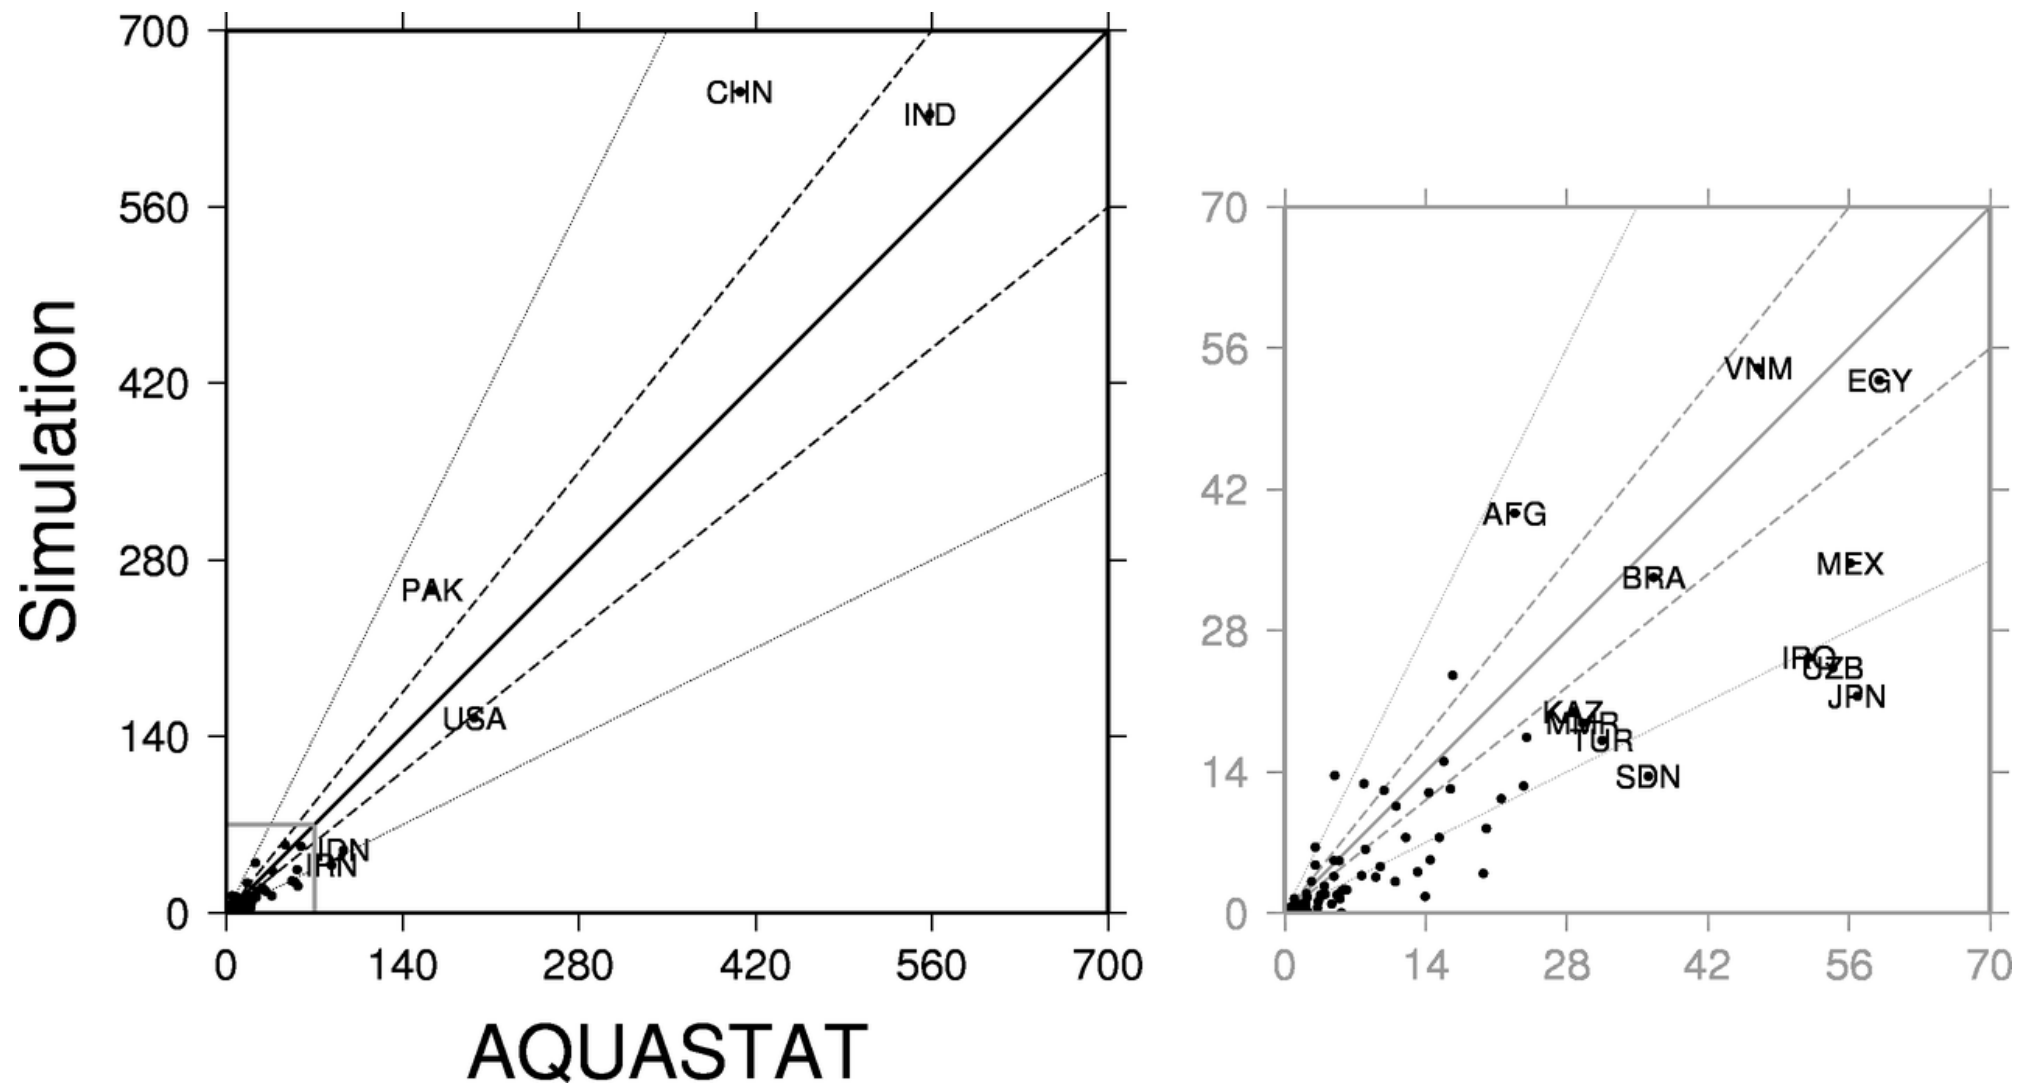 700
CHN
IND
560
70
56
VNM
EGY
Simulation
420
42
AFG
MEX
280
PAK
BRA
28
IRQ
UZB
JPN
140
USA
KAZ
MMR
TUR
14
SDN
IDN
IRN
0
0
0 140 280 420 560 700
0 14 28 42 56 70
AQUASTAT